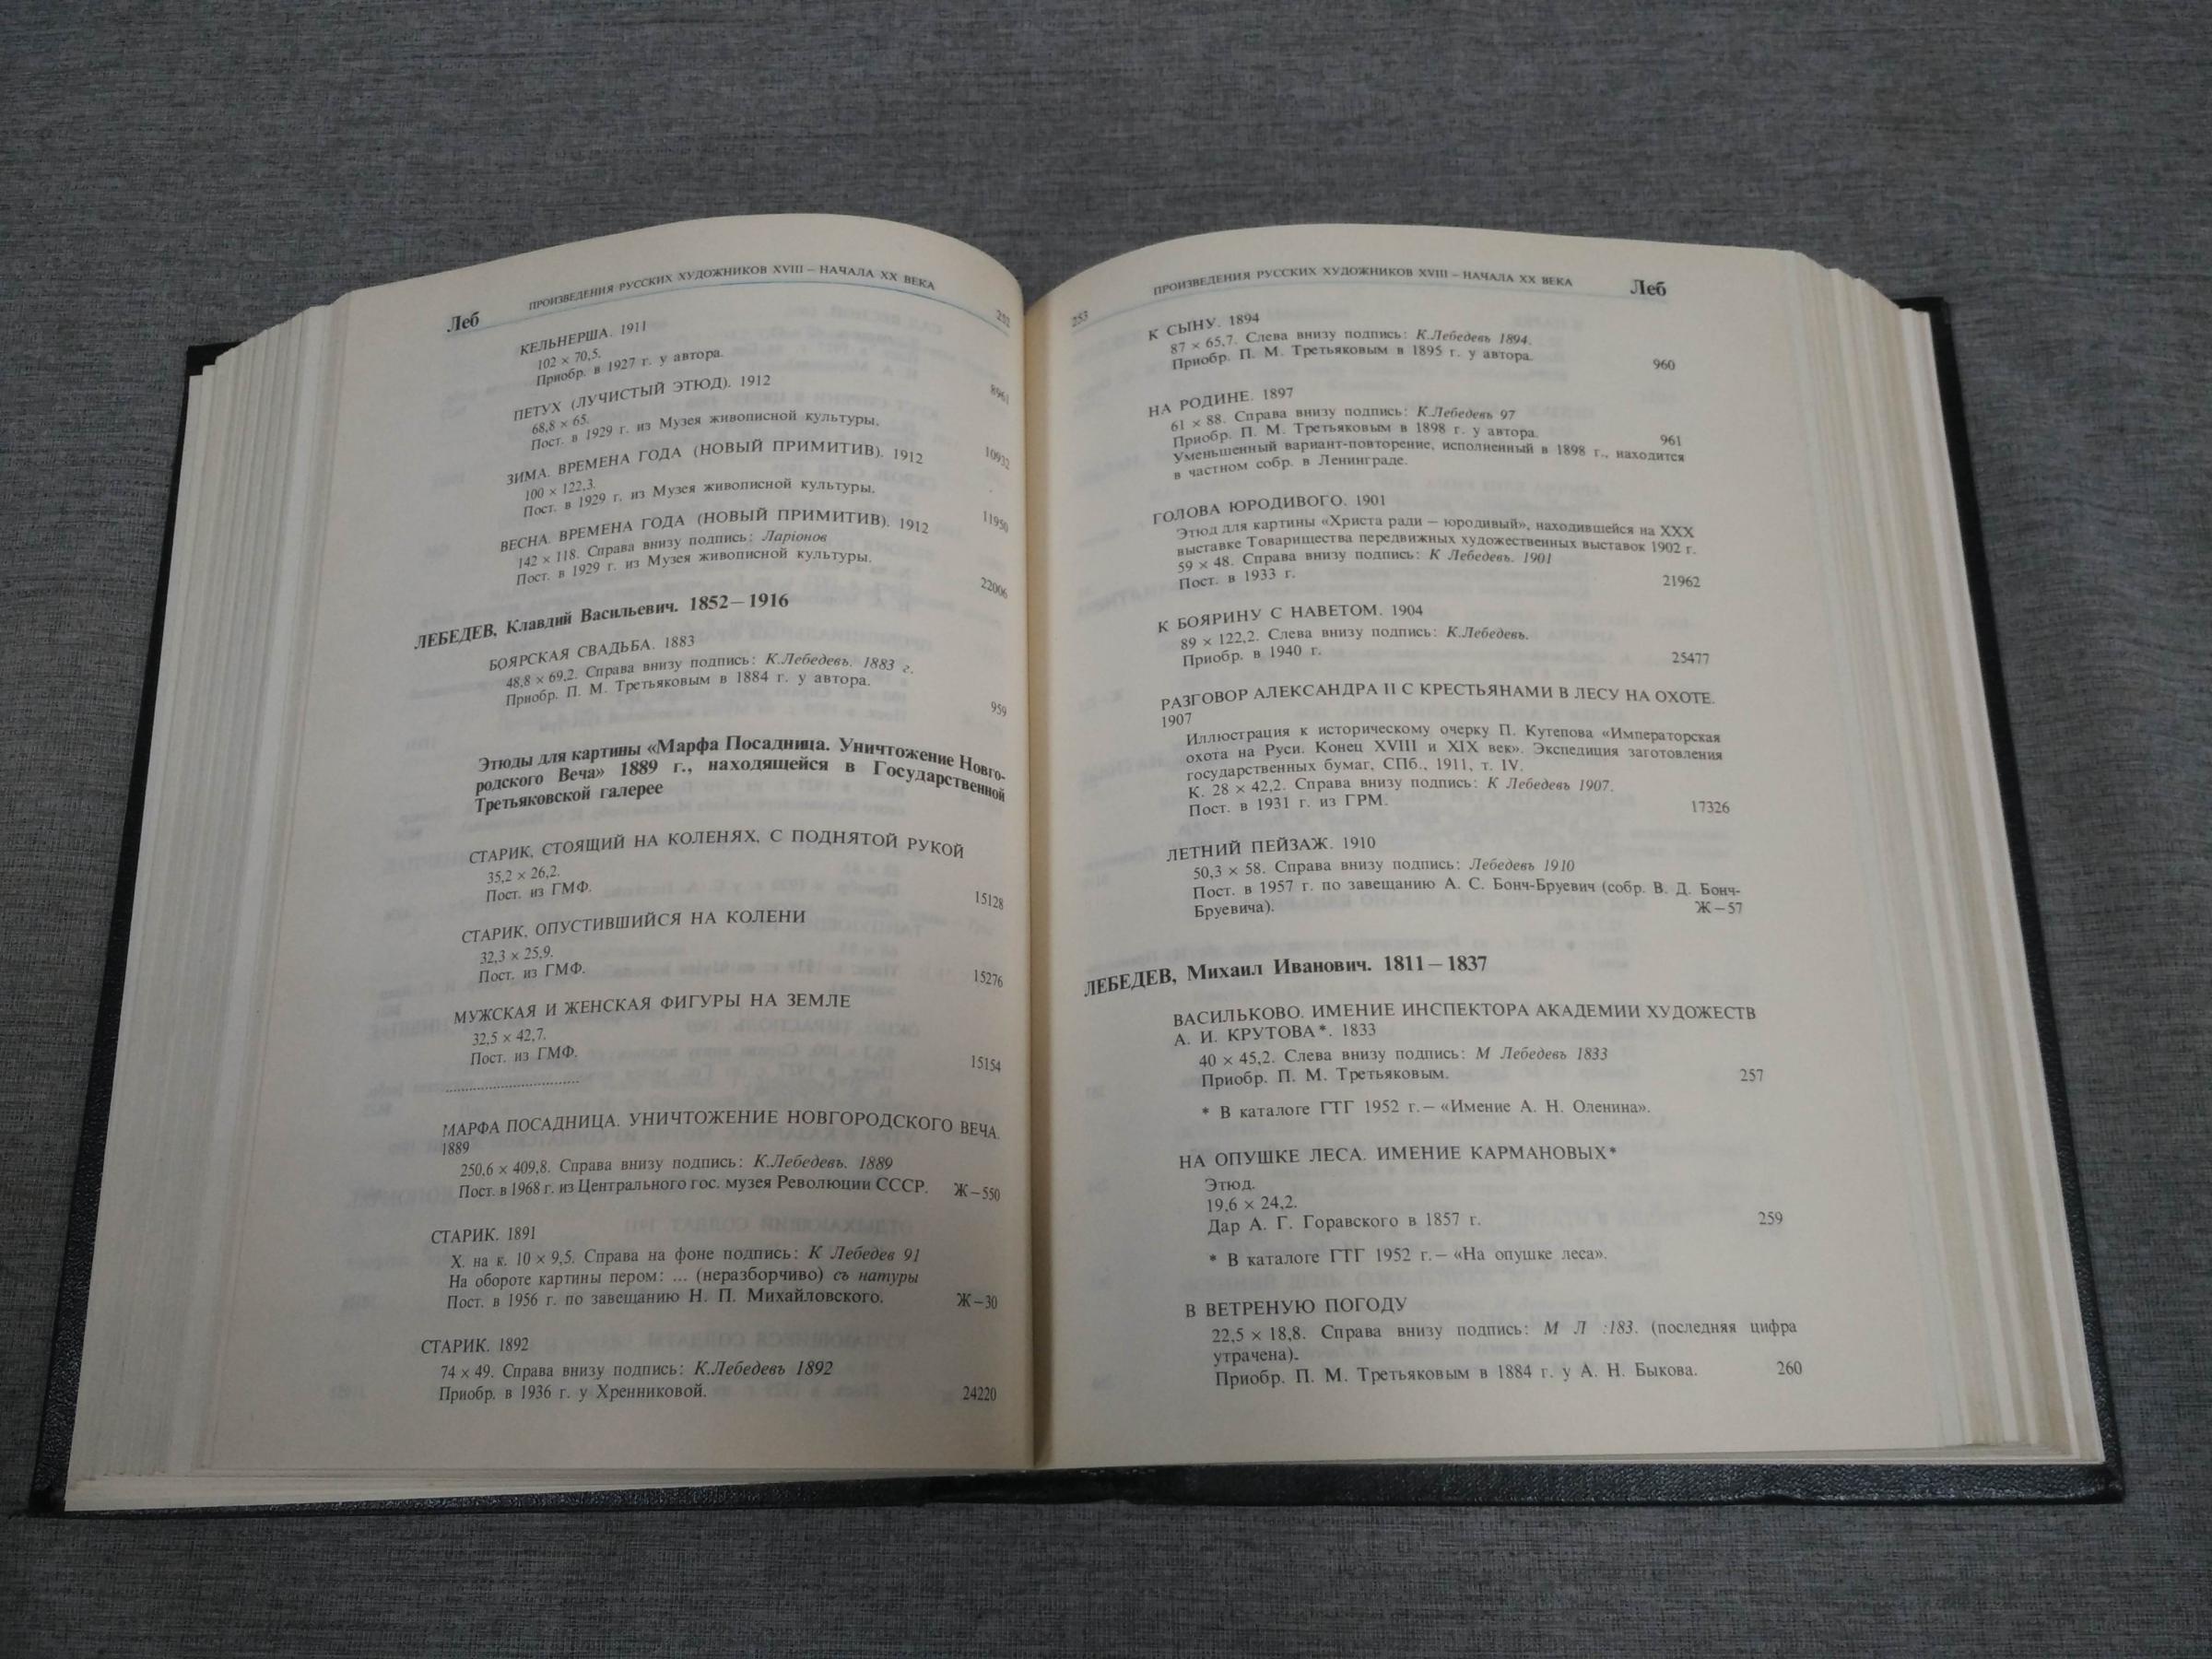 ПРОИЗВЕДЕНИЯ РУССКИХ ХУДОЖНИКОВ XVIII – НАЧАЛА XX ВЕКА
Леб
252
КЕЛЬНЕРША. 1911
102 × 70,5.
Приобр. в 1927 г. у автора.
8961
ПЕТУХ (ЛУЧИСТЫЙ ЭТЮД). 1912
68,8 × 65.
Пост. в 1929 г. из Музея живописной культуры.
10932
ЗИМА. ВРЕМЕНА ГОДА (НОВЫЙ ПРИМИТИВ). 1912
100 × 122,3.
Пост. в 1929 г. из Музея живописной культуры.
11950
ВЕСНА. ВРЕМЕНА ГОДА (НОВЫЙ ПРИМИТИВ). 1912
142 × 118. Справа внизу подпись: Ларiонов
Пост. в 1929 г. из Музея живописной культуры.
22006
ЛЕБЕДЕВ, Клавдий Васильевич. 1852–1916
БОЯРСКАЯ СВАДЬБА. 1883
48,8 × 69,2. Справа внизу подпись: К.Лебедевъ. 1883 г.
Приобр. П. М. Третьяковым в 1884 г. у автора.
959
Этюды для картины «Марфа Посадница. Уничтожение Новго-
родского Веча» 1889 г., находящейся в Государственной
Третьяковской галерее
СТАРИК, СТОЯЩИЙ НА КОЛЕНЯХ, С ПОДНЯТОЙ РУКОЙ
35,2 × 26,2.
Пост. из ГМФ.
15128
СТАРИК, ОПУСТИВШИЙСЯ НА КОЛЕНИ
32,3 × 25,9.
Пост. из ГМФ.
15276
МУЖСКАЯ И ЖЕНСКАЯ ФИГУРЫ НА ЗЕМЛЕ
32,5 × 42,7.
Пост. из ГМФ.
15154
МАРФА ПОСАДНИЦА. УНИЧТОЖЕНИЕ НОВГОРОДСКОГО ВЕЧА.
1889
250,6 × 409,8. Справа внизу подпись: К.Лебедевъ. 1889
Пост. в 1968 г. из Центрального гос. музея Революции СССР. Ж–550
СТАРИК. 1891
Х. на к. 10 × 9,5. Справа на фоне подпись: К Лебедев 91
На обороте картины пером: ... (неразборчиво) съ натуры
Пост. в 1956 г. по завещанию Н. П. Михайловского. Ж–30
СТАРИК. 1892
74 × 49. Справа внизу подпись: К.Лебедевъ 1892
Приобр. в 1936 г. у Хренниковой. 24220
ПРОИЗВЕДЕНИЯ РУССКИХ ХУДОЖНИКОВ XVIII – НАЧАЛА XX ВЕКА
Леб
253
К СЫНУ. 1894
87 × 65,7. Слева внизу подпись: К.Лебедевъ 1894.
Приобр. П. М. Третьяковым в 1895 г. у автора.
960
НА РОДИНЕ. 1897
61 × 88. Справа внизу подпись: К.Лебедевъ 97
Приобр. П. М. Третьяковым в 1898 г. у автора. 961
Уменьшенный вариант-повторение, исполненный в 1898 г., находится
в частном собр. в Ленинграде.
ГОЛОВА ЮРОДИВОГО. 1901
Этюд для картины «Христа ради – юродивый», находившейся на XXX
выставке Товарищества передвижных художественных выставок 1902 г.
59 × 48. Справа внизу подпись: К Лебедевъ. 1901
Пост. в 1933 г. 21962
К БОЯРИНУ С НАВЕТОМ. 1904
89 × 122,2. Слева внизу подпись: К.Лебедевъ.
Приобр. в 1940 г. 25477
РАЗГОВОР АЛЕКСАНДРА II С КРЕСТЬЯНАМИ В ЛЕСУ НА ОХОТЕ.
1907
Иллюстрация к историческому очерку П. Кутепова «Императорская
охота на Руси. Конец XVIII и XIX век». Экспедиция заготовления
государственных бумаг, СПб., 1911, т. IV.
К. 28 × 42,2. Справа внизу подпись: К Лебедевъ 1907.
Пост. в 1931 г. из ГРМ. 17326
ЛЕТНИЙ ПЕЙЗАЖ. 1910
50,3 × 58. Справа внизу подпись: Лебедевъ 1910
Пост. в 1957 г. по завещанию А. С. Бонч-Бруевич (собр. В. Д. Бонч-
Бруевича). Ж–57
ЛЕБЕДЕВ, Михаил Иванович. 1811–1837
ВАСИЛЬКОВО. ИМЕНИЕ ИНСПЕКТОРА АКАДЕМИИ ХУДОЖЕСТВ
А. И. КРУТОВА*. 1833
40 × 45,2. Слева внизу подпись: М Лебедевъ 1833
Приобр. П. М. Третьяковым. 257
* В каталоге ГТГ 1952 г.– «Имение А. Н. Оленина».
НА ОПУШКЕ ЛЕСА. ИМЕНИЕ КАРМАНОВЫХ*
Этюд.
19,6 × 24,2.
Дар А. Г. Горавского в 1857 г. 259
* В каталоге ГТГ 1952 г.– «На опушке леса».
В ВЕТРЕНУЮ ПОГОДУ
22,5 × 18,8. Справа внизу подпись: М Л :183. (последняя цифра
утрачена).
Приобр. П. М. Третьяковым в 1884 г. у А. Н. Быкова. 260